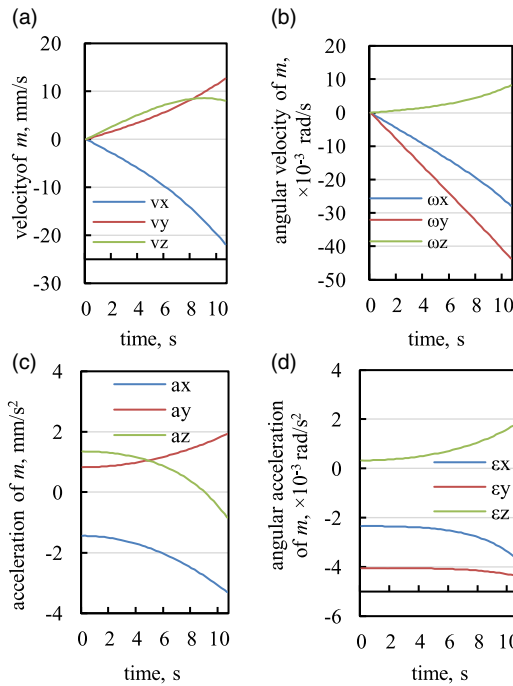 (a)
20
10
0
-10
-20
-30
velocityof m, mm/s
vx
vy
vz
0 2 4 6 8 10
time, s
(b)
20
10
0
-10
-20
-30
-40
-50
angular velocity of m,
×10⁻³ rad/s
ωx
ωy
ωz
0 2 4 6 8 10
time, s
(c)
4
2
0
-2
-4
acceleration of m, mm/s²
ax
ay
az
0 2 4 6 8 10
time, s
(d)
4
2
0
-2
-4
-6
angular acceleration
of m, ×10⁻³ rad/s²
εx
εy
εz
0 2 4 6 8 10
time, s